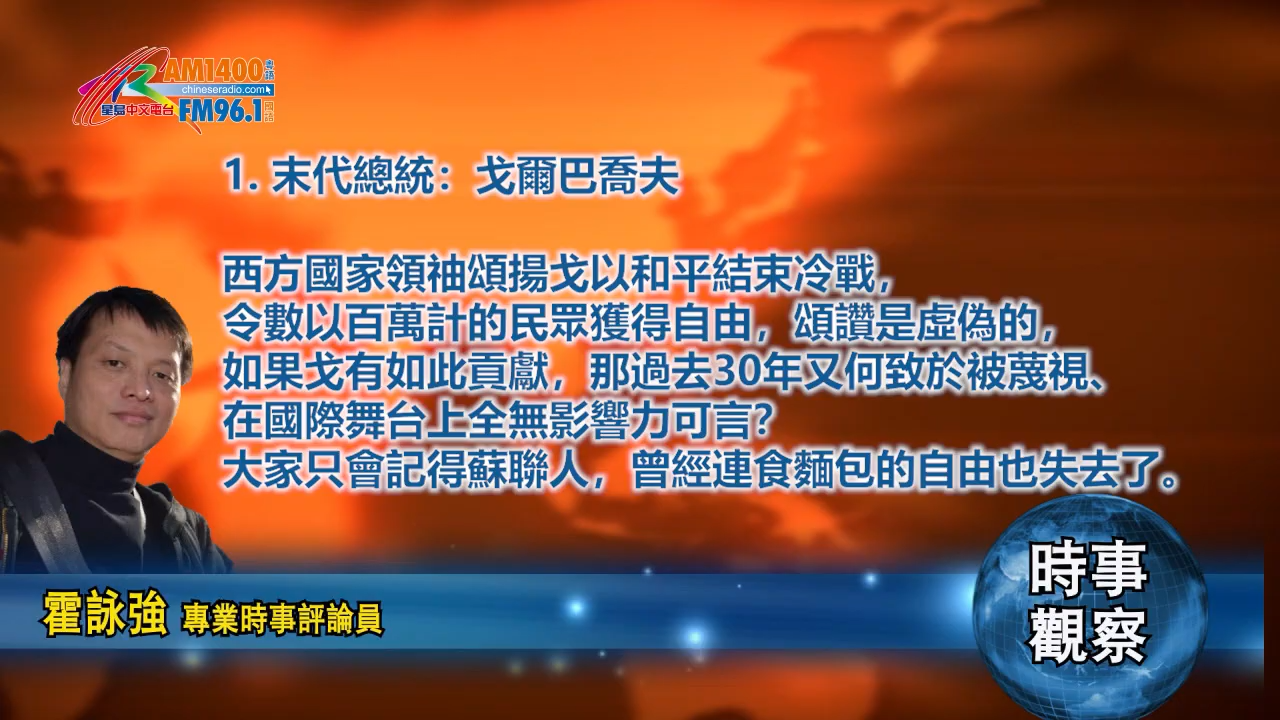 AM1400 粵語
chineseradio.com
星島中文電台 FM96.1 國語
1. 末代總統：戈爾巴喬夫
西方國家領袖頌揚戈以和平結束冷戰，
令數以百萬計的民眾獲得自由，頌讚是虛偽的，
如果戈有如此貢獻，那過去30年又何致於被蔑視、
在國際舞台上全無影響力可言？
大家只會記得蘇聯人，曾經連食麵包的自由也失去了。
時事
觀察
霍詠強 專業時事評論員